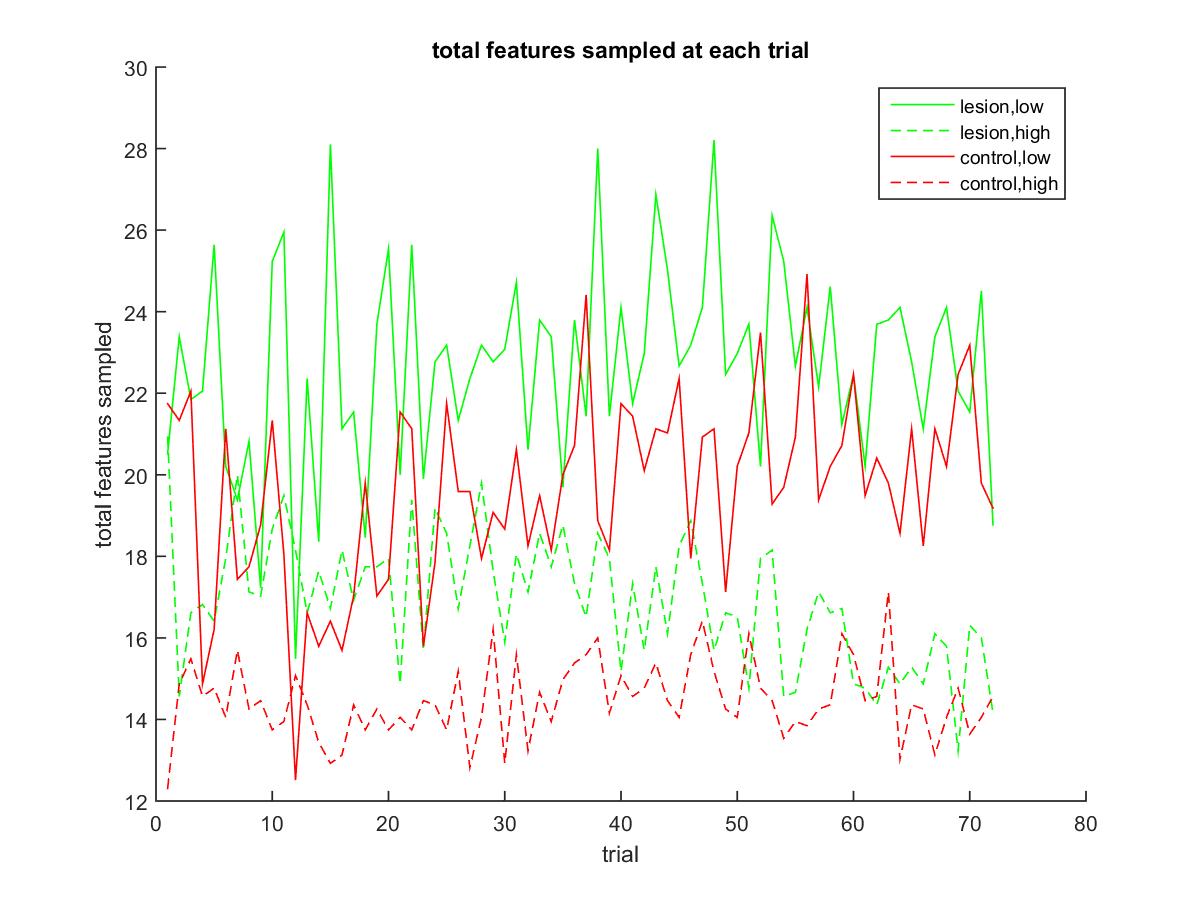 total features sampled at each trial
30
28
26
24
22
20
18
16
14
12
total features sampled
lesion,low
lesion,high
control,low
control,high
0 10 20 30 40 50 60 70 80
trial